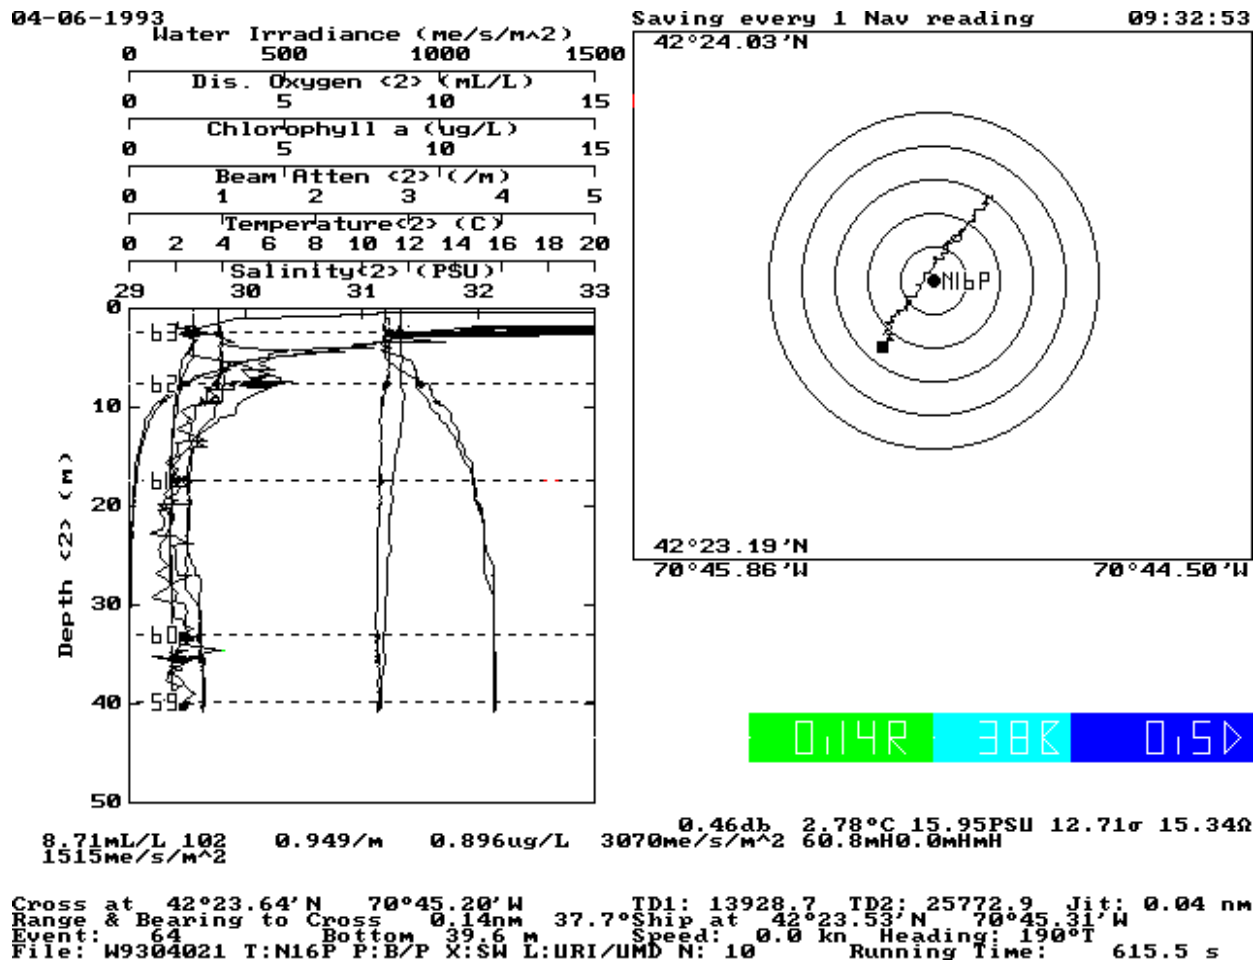 04-06-1993
Saving every 1 Nav reading 09:32:53
Water Irradiance (me/s/m^2)
0 500 1000 1500
Dis. Oxygen <2> (mL/L)
0 5 10 15
Chlorophyll a (ug/L)
0 5 10 15
Beam Atten <2> (/m)
0 1 2 3 4 5
Temperature<2> (C)
0 2 4 6 8 10 12 14 16 18 20
Salinity<2> (PSU)
29 30 31 32 33
0
10
20
30
40
50
Depth <2> (m)
63
62
61
60
59
42°24.03'N
N16P
42°23.19'N
70°45.86'W 70°44.50'W
0.14R 38B 0.5D
0.46db 2.78°C 15.95PSU 12.71σ 15.34Ω
8.71mL/L 102 0.949/m 0.896ug/L 3070me/s/m^2 60.8mH0.0mHmH
1515me/s/m^2
Cross at 42°23.64'N 70°45.20'W TD1: 13928.7 TD2: 25772.9 Jit: 0.04 nm
Range & Bearing to Cross 0.14nm 37.7°Ship at 42°23.53'N 70°45.31'W
Event: 64 Bottom 39.6 m Speed: 0.0 kn Heading: 190°T
File: W9304021 T:N16P P:B/P X:SW L:URI/UMD N: 10 Running Time: 615.5 s